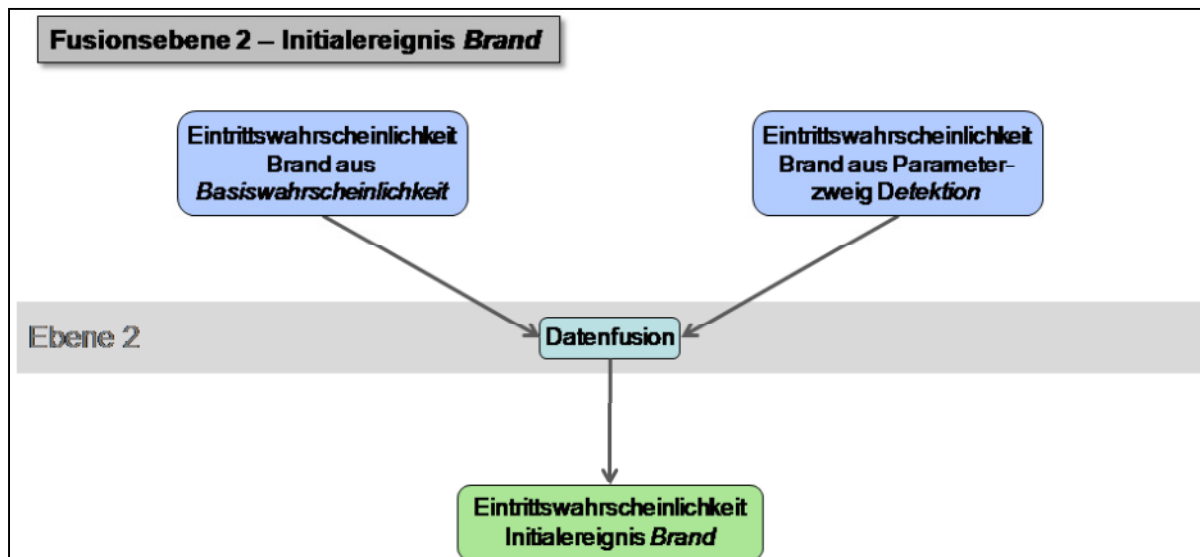 Fusionsebene 2 – Initialereignis Brand
Eintrittswahrscheinlichkeit
Brand aus
Basiswahrscheinlichkeit
Eintrittswahrscheinlichkeit
Brand aus Parameter-
zweig Detektion
Ebene 2
Datenfusion
Eintrittswahrscheinlichkeit
Initialereignis Brand